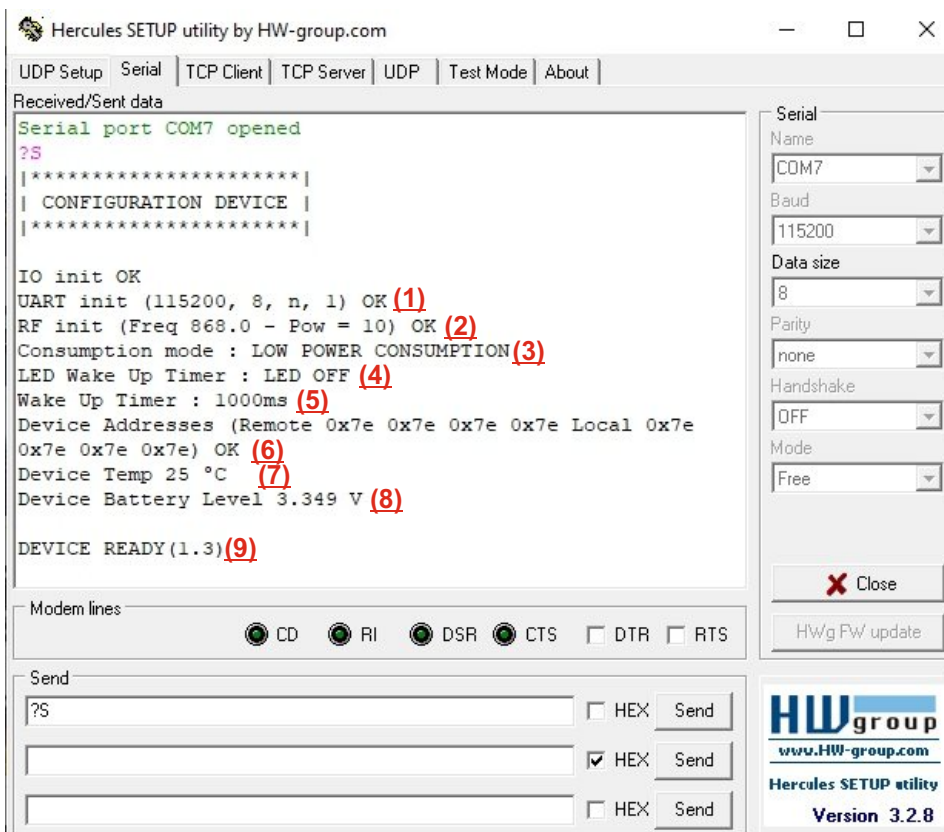 Hercules SETUP utility by HW-group.com
UDP Setup Serial TCP Client TCP Server UDP Test Mode About
Received/Sent data
Serial port COM7 opened
?S
|**********************|
| CONFIGURATION DEVICE |
|**********************|
IO init OK
UART init (115200, 8, n, 1) OK (1)
RF init (Freq 868.0 - Pow = 10) OK (2)
Consumption mode : LOW POWER CONSUMPTION (3)
LED Wake Up Timer : LED OFF (4)
Wake Up Timer : 1000ms (5)
Device Addresses (Remote 0x7e 0x7e 0x7e 0x7e Local 0x7e
0x7e 0x7e 0x7e) OK (6)
Device Temp 25 °C (7)
Device Battery Level 3.349 V (8)
DEVICE READY(1.3) (9)
Serial
Name
COM7
Baud
115200
Data size
8
Parity
none
Handshake
OFF
Mode
Free
Close
HWg FW update
Modem lines
CD RI DSR CTS DTR RTS
Send
?S HEX Send
HEX Send
HEX Send
HW group
www.HW-group.com
Hercules SETUP utility
Version 3.2.8